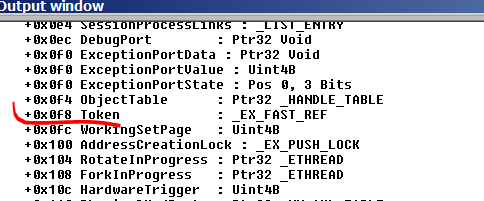 Output window
+0x0e4 SessionProcessLinks : _LIST_ENTRY
+0x0ec DebugPort : Ptr32 Void
+0x0f0 ExceptionPortData : Ptr32 Void
+0x0f0 ExceptionPortValue : Uint4B
+0x0f0 ExceptionPortState : Pos 0, 3 Bits
+0x0f4 ObjectTable : Ptr32 _HANDLE_TABLE
+0x0f8 Token : _EX_FAST_REF
+0x0fc WorkingSetPage : Uint4B
+0x100 AddressCreationLock : _EX_PUSH_LOCK
+0x104 RotateInProgress : Ptr32 _ETHREAD
+0x108 ForkInProgress : Ptr32 _ETHREAD
+0x10c HardwareTrigger : Uint4B